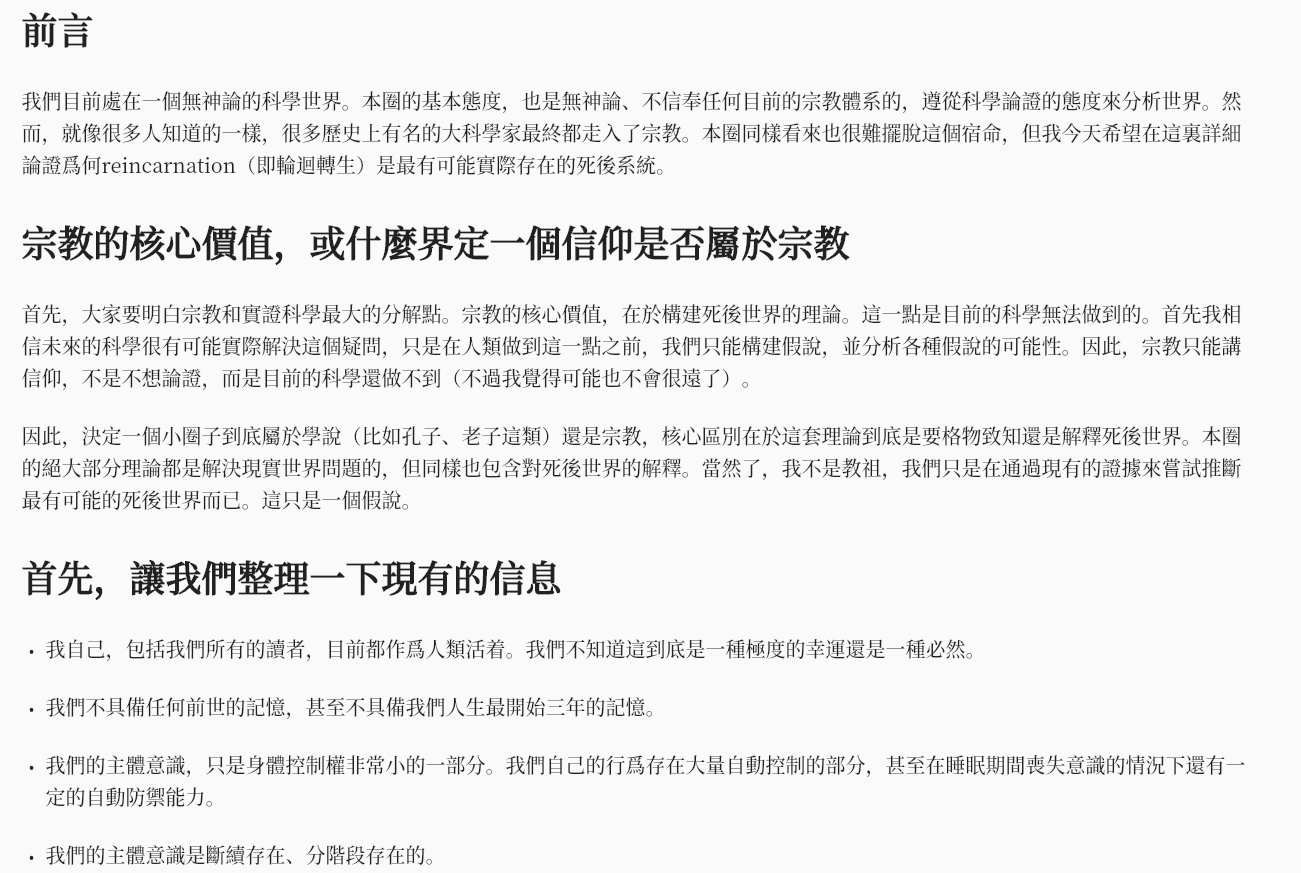 前言
我們目前處在一個無神論的科學世界。本圈的基本態度，也是無神論、不信奉任何目前的宗教體系的，遵從科學論證的態度來分析世界。然
而，就像很多人知道的一樣，很多歷史上有名的大科學家最終都走入了宗教。本圈同樣看來也很難擺脫這個宿命，但我今天希望在這裏詳細
論證爲何reincarnation（即輪迴轉生）是最有可能實際存在的死後系統。
宗教的核心價值，或什麼界定一個信仰是否屬於宗教
首先，大家要明白宗教和實證科學最大的分解點。宗教的核心價值，在於構建死後世界的理論。這一點是目前的科學無法做到的。首先我相
信未來的科學很有可能實際解決這個疑問，只是在人類做到這一點之前，我們只能構建假說，並分析各種假說的可能性。因此，宗教只能講
信仰，不是不想論證，而是目前的科學還做不到（不過我覺得可能也不會很遠了）。
因此，決定一個小圈子到底屬於學說（比如孔子、老子這類）還是宗教，核心區別在於這套理論到底是要格物致知還是解釋死後世界。本圈
的絕大部分理論都是解決現實世界問題的，但同樣也包含對死後世界的解釋。當然了，我不是教祖，我們只是在通過現有的證據來嘗試推斷
最有可能的死後世界而已。這只是一個假說。
首先，讓我們整理一下現有的信息
• 我自己，包括我們所有的讀者，目前都作爲人類活着。我們不知道這到底是一種極度的幸運還是一種必然。
• 我們不具備任何前世的記憶，甚至不具備我們人生最開始三年的記憶。
• 我們的主體意識，只是身體控制權非常小的一部分。我們自己的行爲存在大量自動控制的部分，甚至在睡眠期間喪失意識的情況下還有一
定的自動防禦能力。
• 我們的主體意識是斷續存在、分階段存在的。